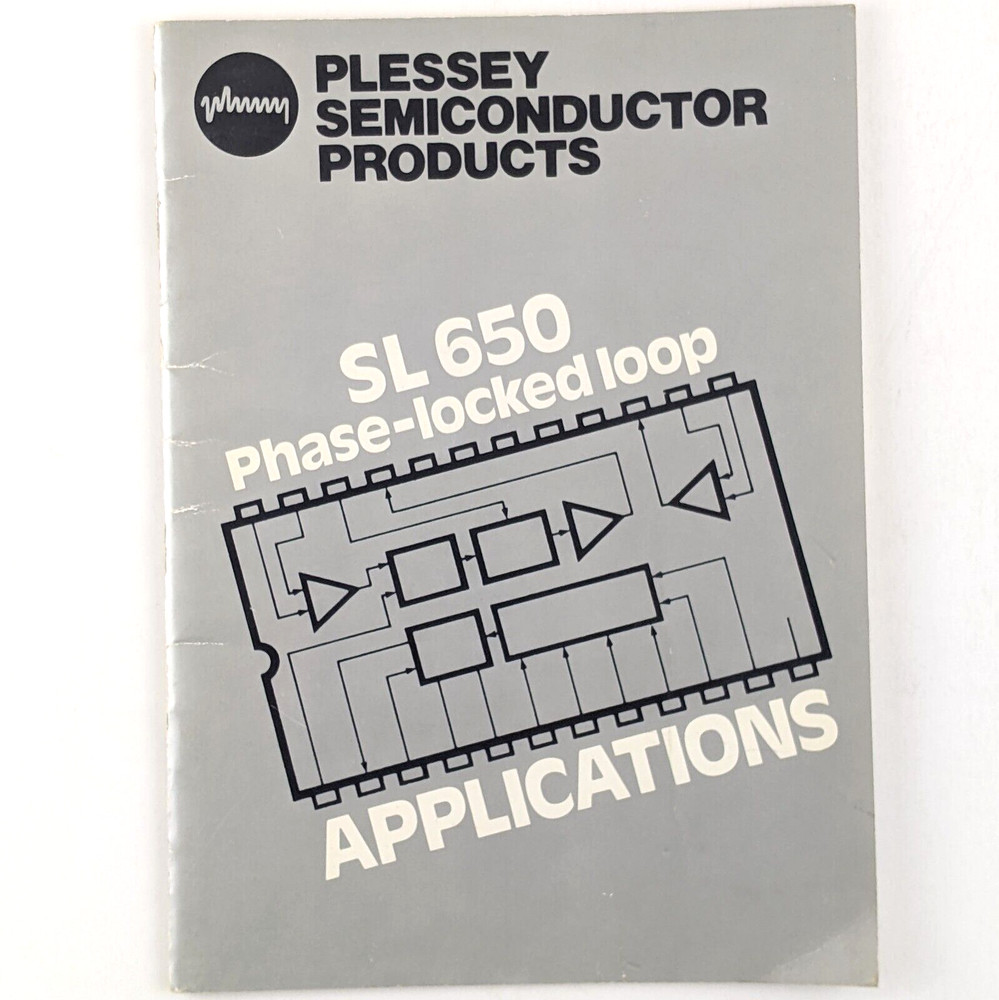 PLESSEY
SEMICONDUCTOR
PRODUCTS
SL 650
Phase-locked loop
APPLICATIONS